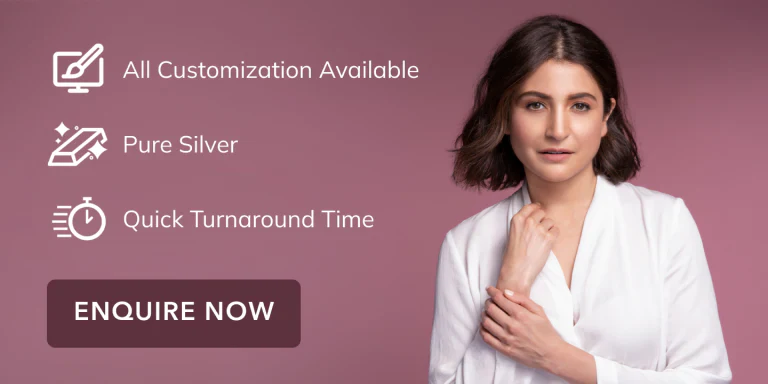 All Customization Available
Pure Silver
Quick Turnaround Time
ENQUIRE NOW